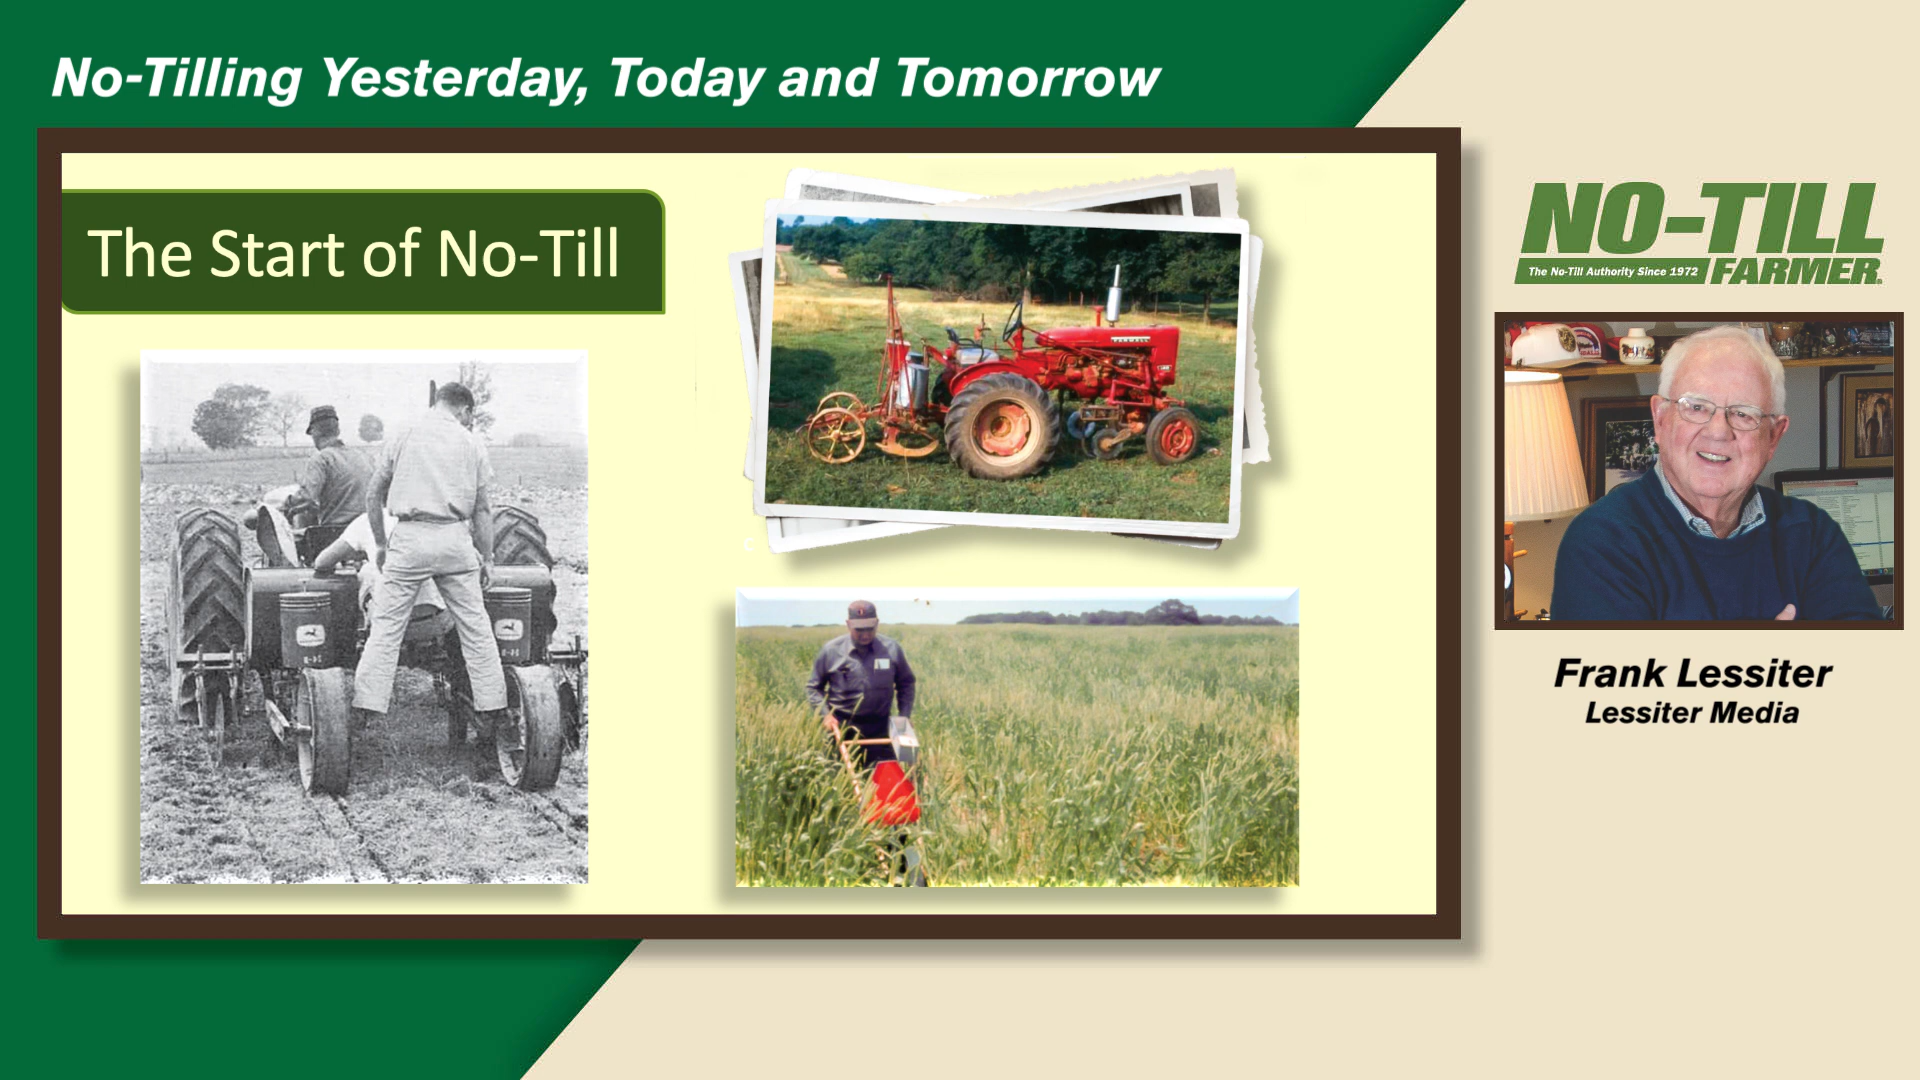 No-Tilling Yesterday, Today and Tomorrow
The Start of No-Till
NO-TILL
The No-Till Authority Since 1972
FARMER
Frank Lessiter
Lessiter Media